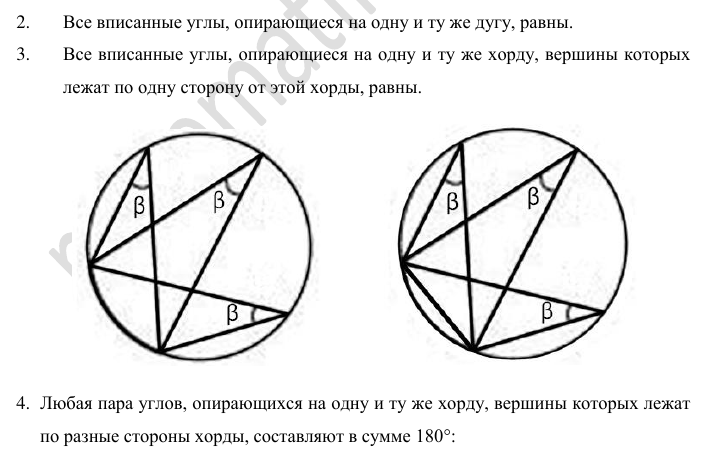 2. Все вписанные углы, опирающиеся на одну и ту же дугу, равны.
3. Все вписанные углы, опирающиеся на одну и ту же хорду, вершины которых
лежат по одну сторону от этой хорды, равны.
β β β
β β β
4. Любая пара углов, опирающихся на одну и ту же хорду, вершины которых лежат
по разные стороны хорды, составляют в сумме 180°: